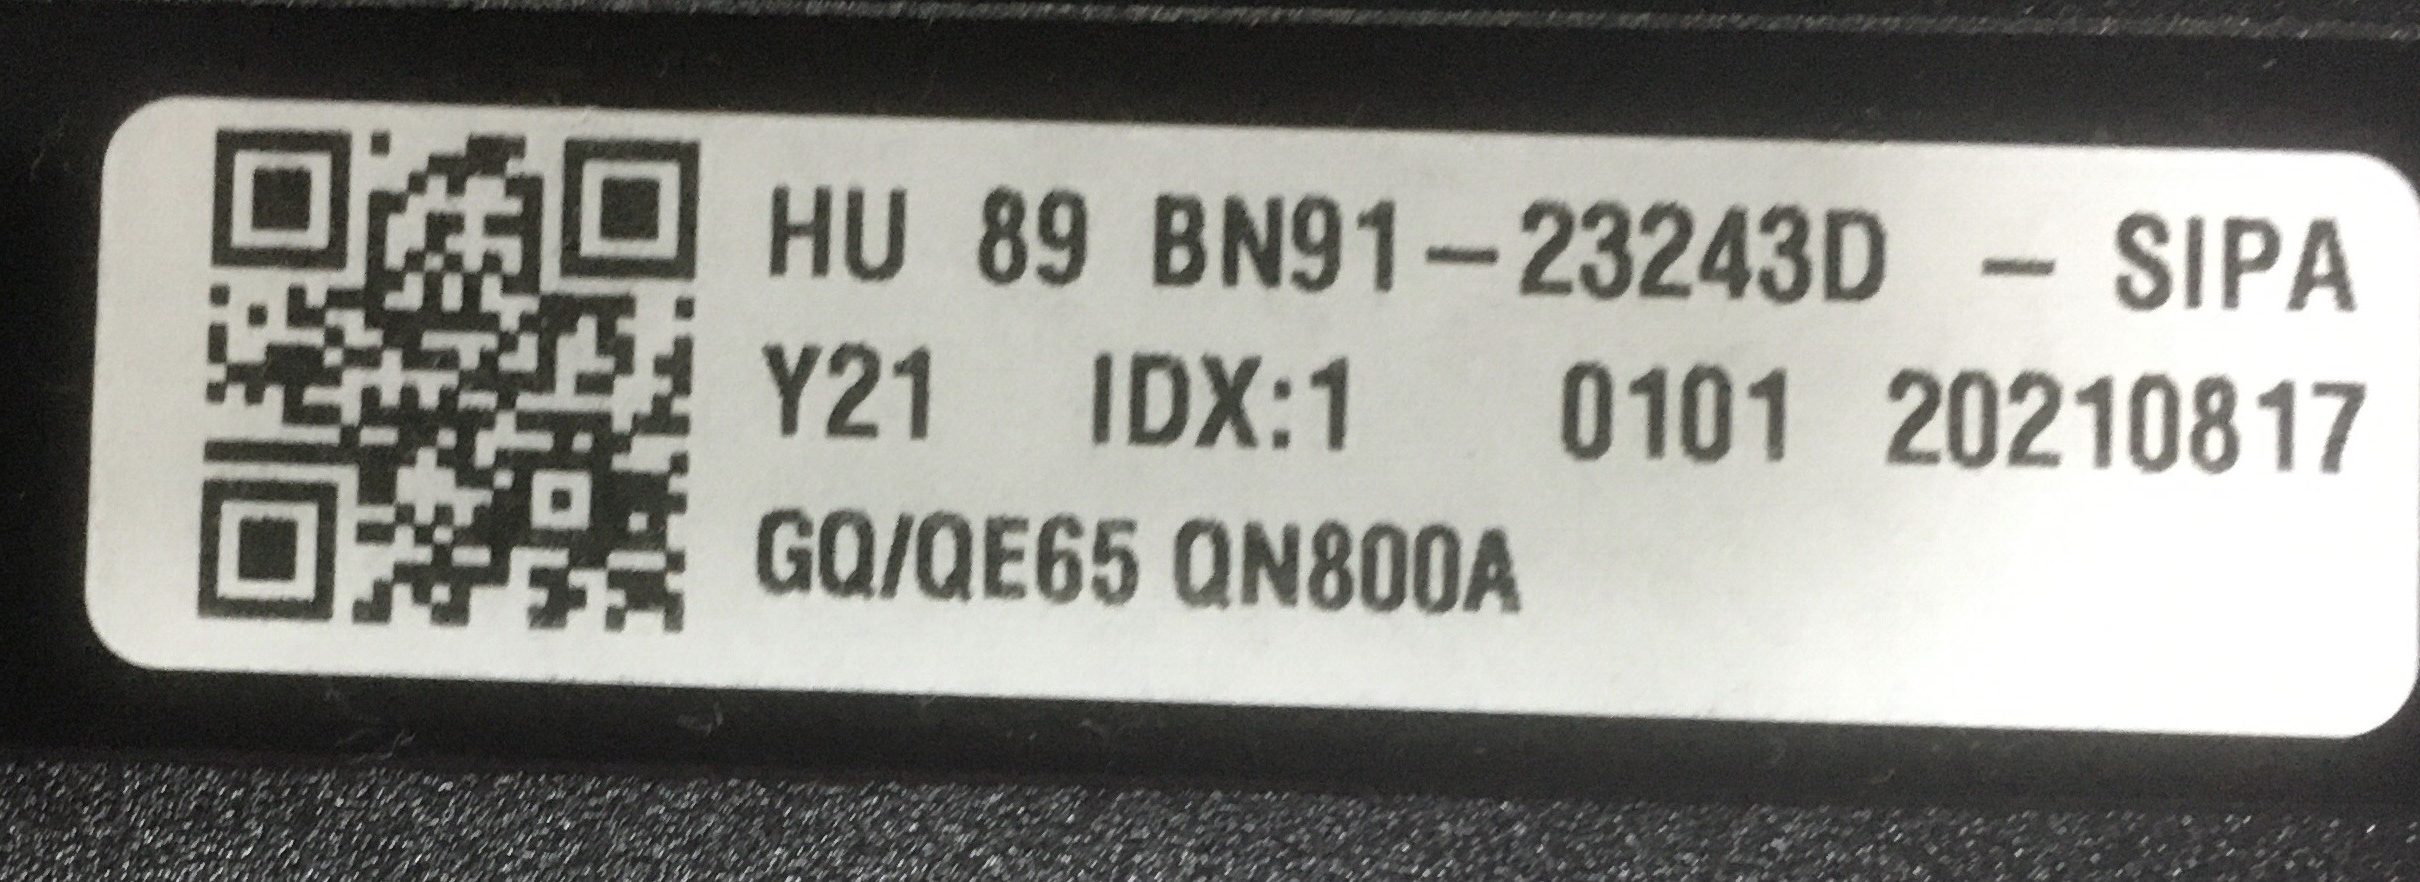 HU 89 BN91-23243D - SIPA
Y21 IDX:1 0101 20210817
GQ/QE65 QN800A